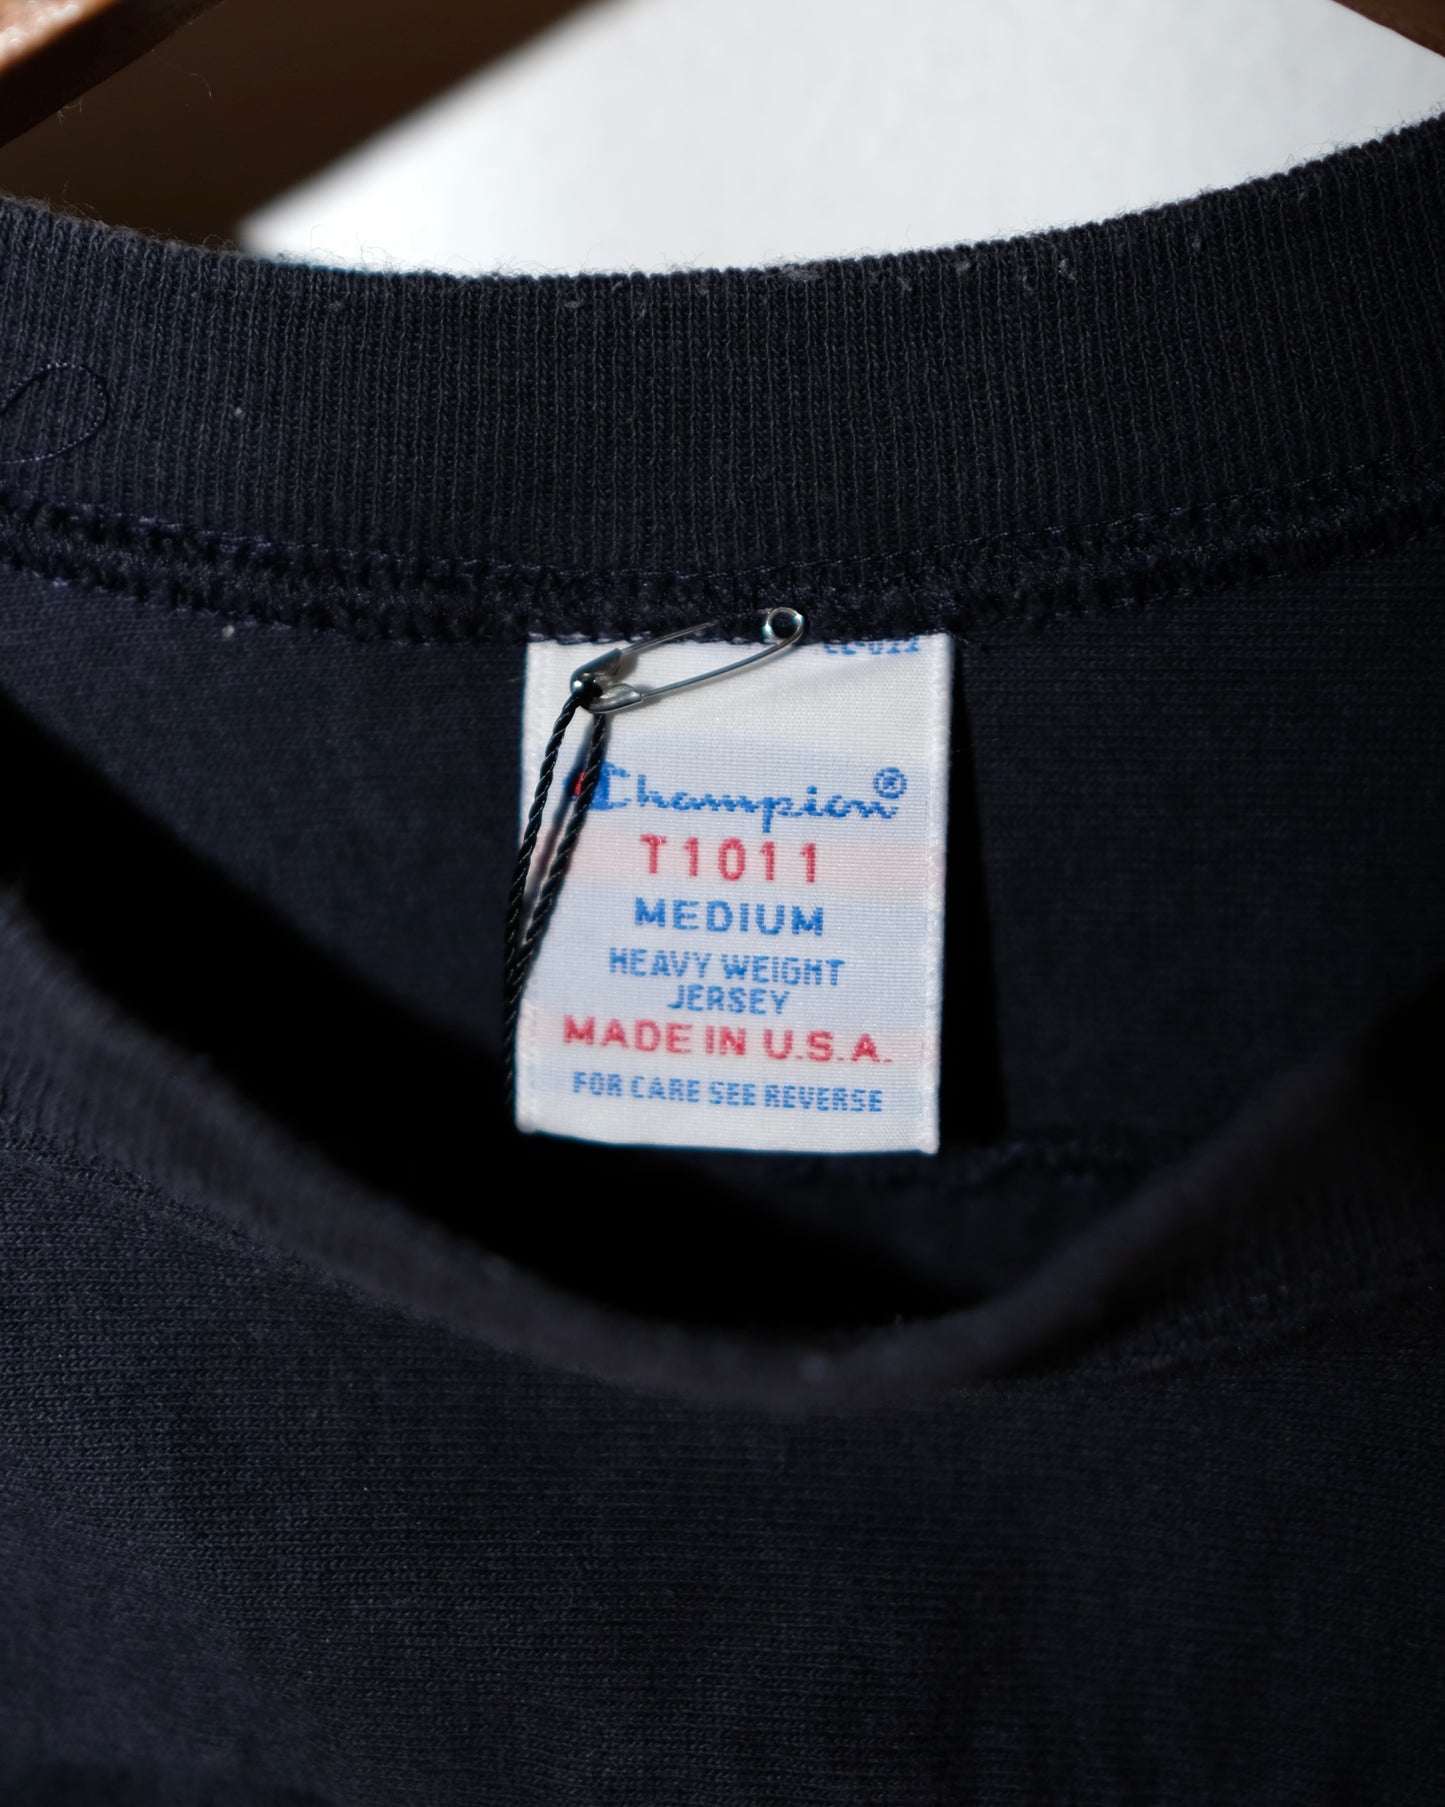 Champion®
T1011
MEDIUM
HEAVY WEIGHT
JERSEY
MADE IN U.S.A.
FOR CARE SEE REVERSE